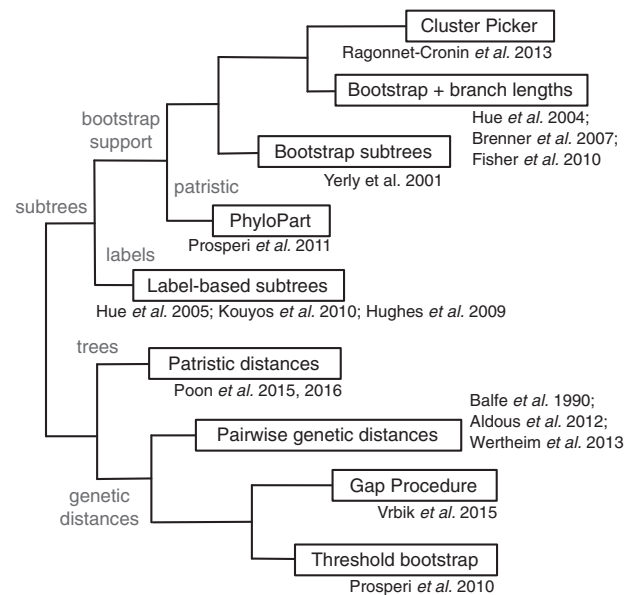 Cluster Picker
Ragonnet-Cronin et al. 2013
Bootstrap + branch lengths
Hue et al. 2004;
Brenner et al. 2007;
Fisher et al. 2010
bootstrap
support
Bootstrap subtrees
Yerly et al. 2001
patristic
subtrees
PhyloPart
Prosperi et al. 2011
labels
Label-based subtrees
Hue et al. 2005; Kouyos et al. 2010; Hughes et al. 2009
trees
Patristic distances
Poon et al. 2015, 2016
Balfe et al. 1990;
Aldous et al. 2012;
Wertheim et al. 2013
Pairwise genetic distances
genetic
distances
Gap Procedure
Vrbik et al. 2015
Threshold bootstrap
Prosperi et al. 2010